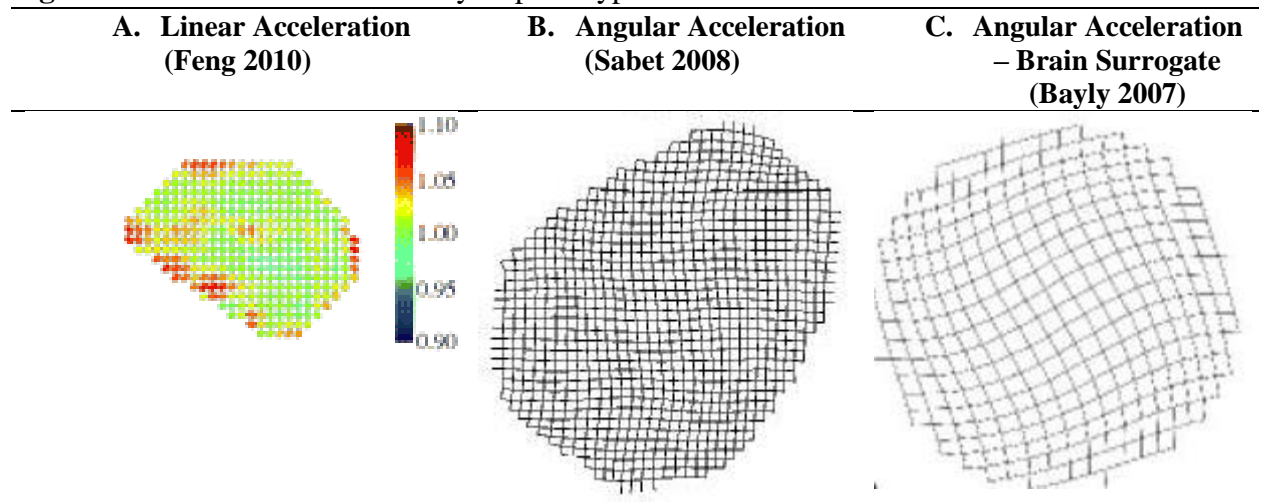 A. Linear Acceleration
(Feng 2010)
B. Angular Acceleration
(Sabet 2008)
C. Angular Acceleration
– Brain Surrogate
(Bayly 2007)
1.10
1.05
1.00
0.95
0.90